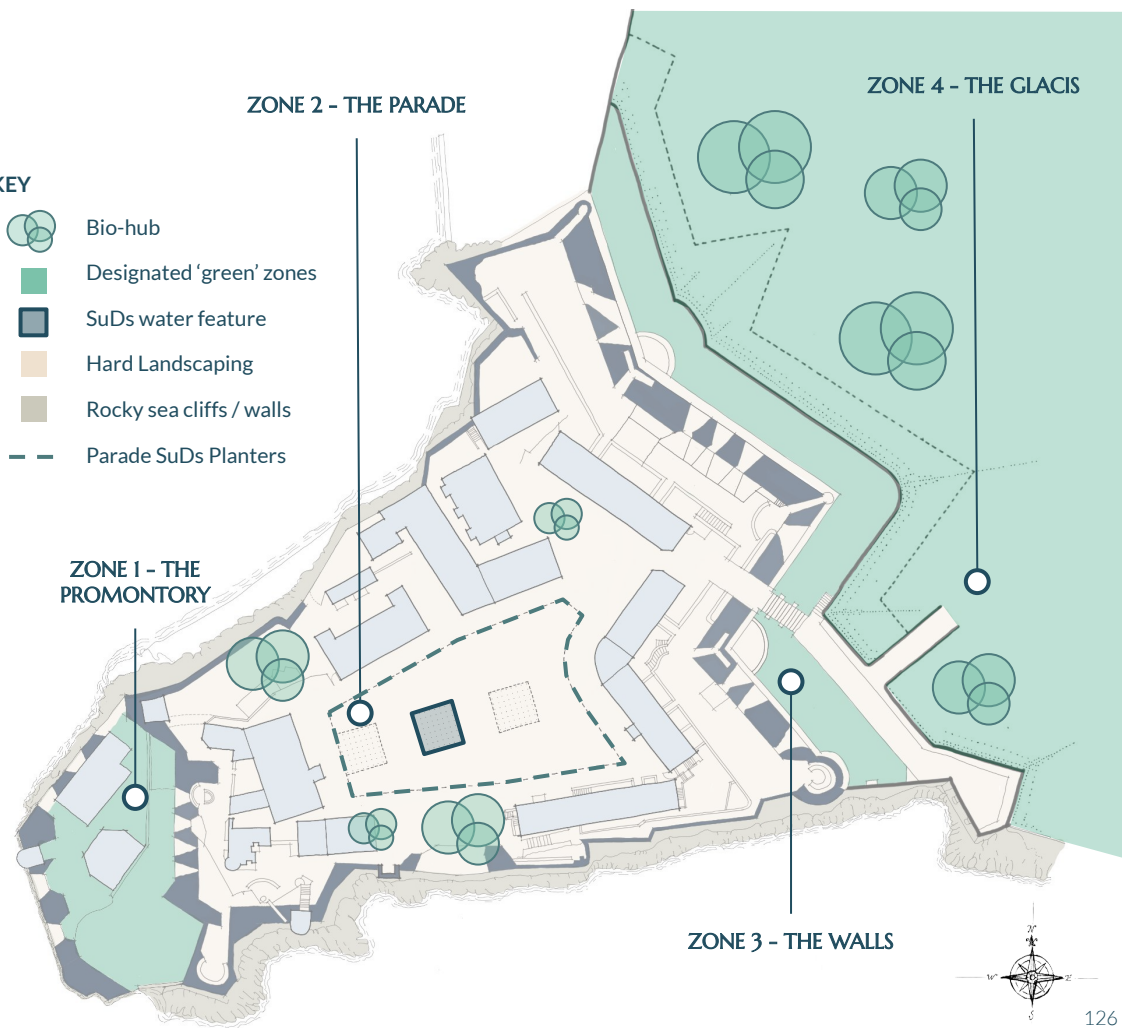 ZONE 4 – THE GLACIS
ZONE 2 – THE PARADE
KEY
Bio-hub
Designated ‘green’ zones
SuDs water feature
Hard Landscaping
Rocky sea cliffs / walls
Parade SuDs Planters
ZONE 1 – THE
PROMONTORY
ZONE 3 – THE WALLS
N
W
E
S
126